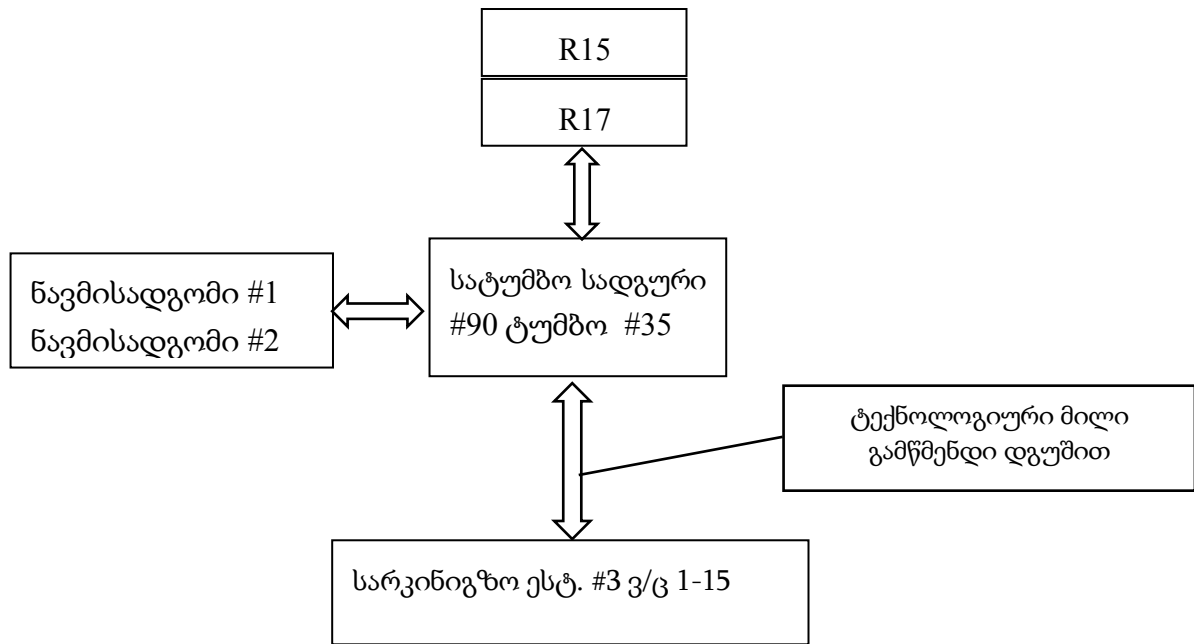 R15
R17
ნავმისადგომი #1
ნავმისადგომი #2
სატუმბო სადგური
#90 ტუმბო #35
ტექნოლოგიური მილი
გამწმენდი დგუშით
სარკინიგზო ესტ. #3 ვ/ც 1-15